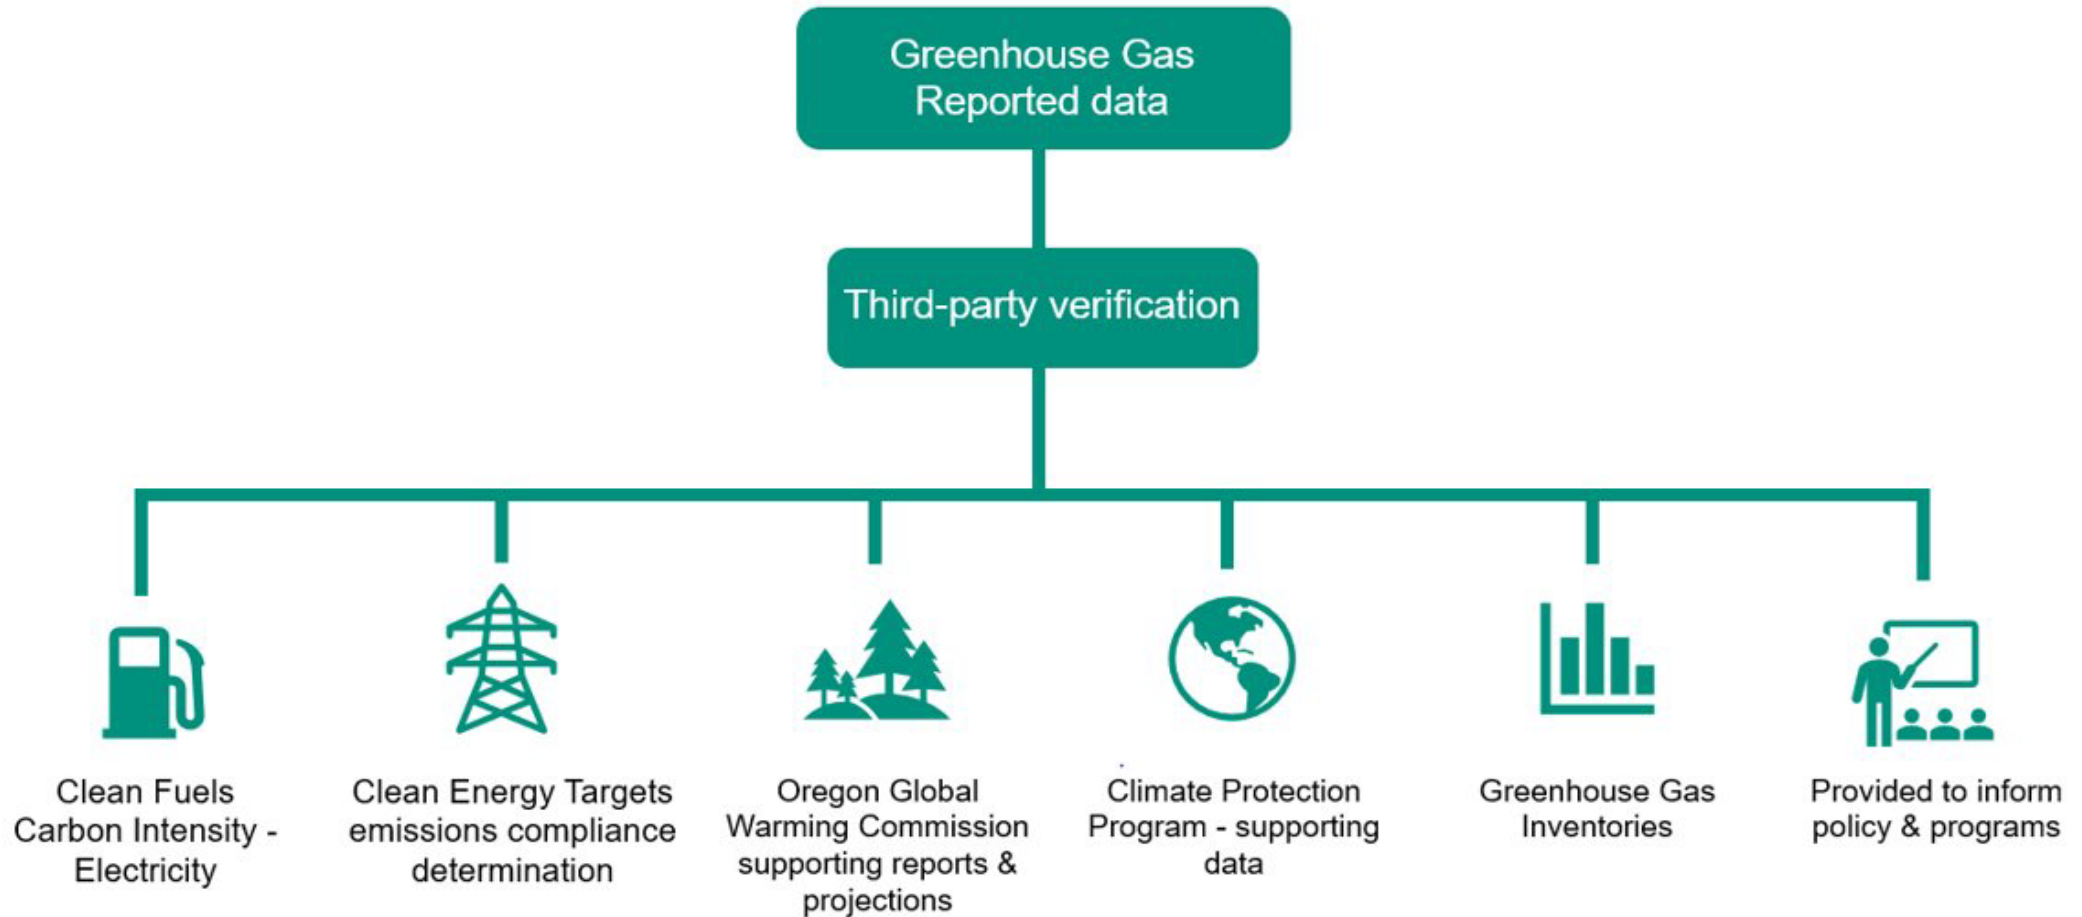 Greenhouse Gas
Reported data
Third-party verification
Clean Fuels
Carbon Intensity -
Electricity
Clean Energy Targets
emissions compliance
determination
Oregon Global
Warming Commission
supporting reports &
projections
Climate Protection
Program - supporting
data
Greenhouse Gas
Inventories
Provided to inform
policy & programs